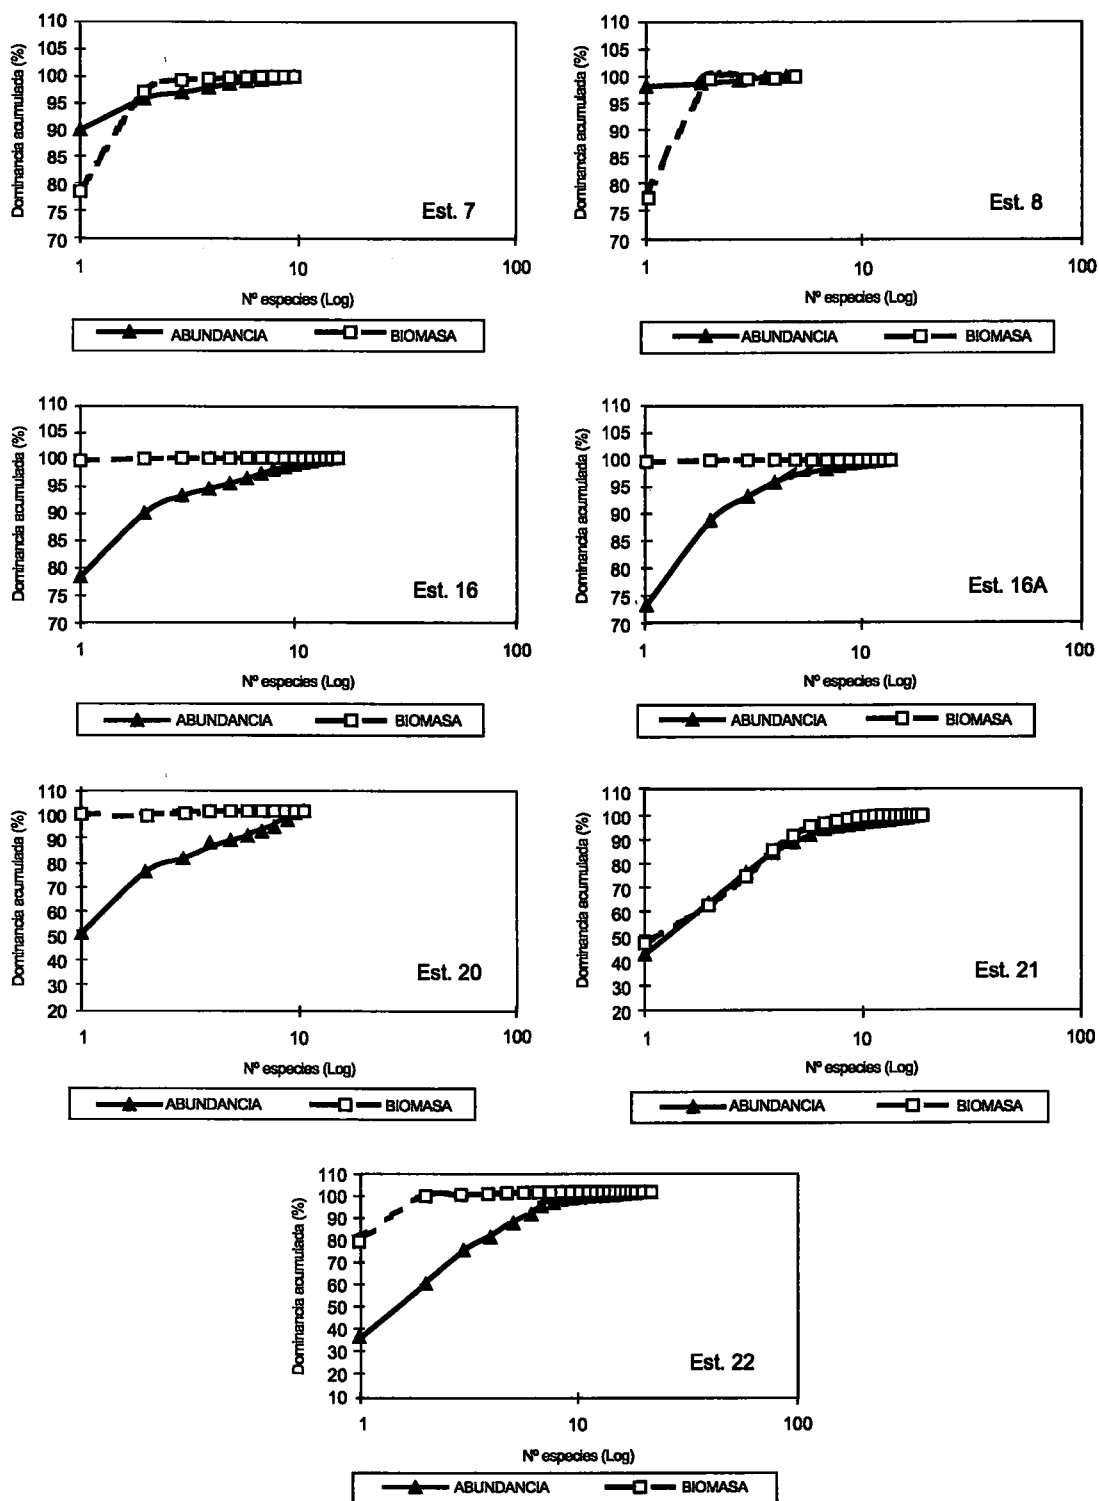 Dominancia acumulada (%)
110
105
100
95
90
85
80
75
70
Est. 7
1 10 100
Nº especies (Log)
ABUNDANCIA BIOMASA
Dominancia acumulada (%)
110
105
100
95
90
85
80
75
70
Est. 8
1 10 100
Nº especies (Log)
ABUNDANCIA BIOMASA
Dominancia acumulada (%)
110
105
100
95
90
85
80
75
70
Est. 16
1 10 100
Nº especies (Log)
ABUNDANCIA BIOMASA
Dominancia acumulada (%)
110
105
100
95
90
85
80
75
70
Est. 16A
1 10 100
Nº especies (Log)
ABUNDANCIA BIOMASA
Dominancia acumulada (%)
110
100
90
80
70
60
50
40
30
20
Est. 20
1 10 100
Nº especies (Log)
ABUNDANCIA BIOMASA
Dominancia acumulada (%)
110
100
90
80
70
60
50
40
30
20
Est. 21
1 10 100
Nº especies (Log)
ABUNDANCIA BIOMASA
Dominancia acumulada (%)
110
100
90
80
70
60
50
40
30
20
10
Est. 22
1 10 100
Nº especies (Log)
ABUNDANCIA BIOMASA